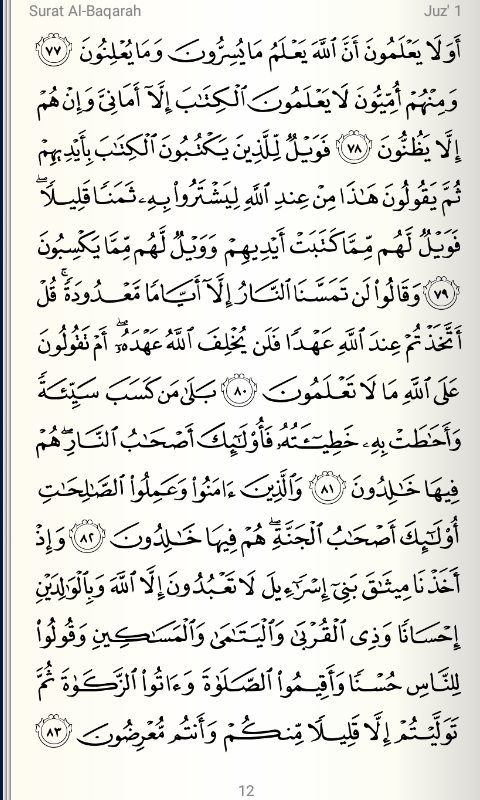 Surat Al-Baqarah Juz' 1
أَوَلَا يَعْلَمُونَ أَنَّ ٱللَّهَ يَعْلَمُ مَا يُسِرُّونَ وَمَا يُعْلِنُونَ ٧٧
وَمِنْهُمْ أُمِّيُّونَ لَا يَعْلَمُونَ ٱلْكِتَٰبَ إِلَّآ أَمَانِىَّ وَإِنْ هُمْ
إِلَّا يَظُنُّونَ ٧٨ فَوَيْلٌ لِّلَّذِينَ يَكْتُبُونَ ٱلْكِتَٰبَ بِأَيْدِيهِمْ
ثُمَّ يَقُولُونَ هَٰذَا مِنْ عِندِ ٱللَّهِ لِيَشْتَرُوا۟ بِهِۦ ثَمَنًا قَلِيلًا ۖ
فَوَيْلٌ لَّهُم مِّمَّا كَتَبَتْ أَيْدِيهِمْ وَوَيْلٌ لَّهُم مِّمَّا يَكْسِبُونَ
٧٩ وَقَالُوا۟ لَن تَمَسَّنَا ٱلنَّارُ إِلَّآ أَيَّامًا مَّعْدُودَةً ۚ قُلْ
أَتَّخَذْتُمْ عِندَ ٱللَّهِ عَهْدًا فَلَن يُخْلِفَ ٱللَّهُ عَهْدَهُۥٓ ۖ أَمْ تَقُولُونَ
عَلَى ٱللَّهِ مَا لَا تَعْلَمُونَ ٨٠ بَلَىٰ مَن كَسَبَ سَيِّئَةً
وَأَحَٰطَتْ بِهِۦ خَطِيٓـَٔتُهُۥ فَأُو۟لَٰٓئِكَ أَصْحَٰبُ ٱلنَّارِ ۖ هُمْ
فِيهَا خَٰلِدُونَ ٨١ وَٱلَّذِينَ ءَامَنُوا۟ وَعَمِلُوا۟ ٱلصَّٰلِحَٰتِ
أُو۟لَٰٓئِكَ أَصْحَٰبُ ٱلْجَنَّةِ ۖ هُمْ فِيهَا خَٰلِدُونَ ٨٢ وَإِذْ
أَخَذْنَا مِيثَٰقَ بَنِىٓ إِسْرَٰٓءِيلَ لَا تَعْبُدُونَ إِلَّا ٱللَّهَ وَبِٱلْوَٰلِدَيْنِ
إِحْسَانًا وَذِى ٱلْقُرْبَىٰ وَٱلْيَتَٰمَىٰ وَٱلْمَسَٰكِينِ وَقُولُوا۟
لِلنَّاسِ حُسْنًا وَأَقِيمُوا۟ ٱلصَّلَوٰةَ وَءَاتُوا۟ ٱلزَّكَوٰةَ ثُمَّ
تَوَلَّيْتُمْ إِلَّا قَلِيلًا مِّنكُمْ وَأَنتُم مُّعْرِضُونَ ٨٣
12